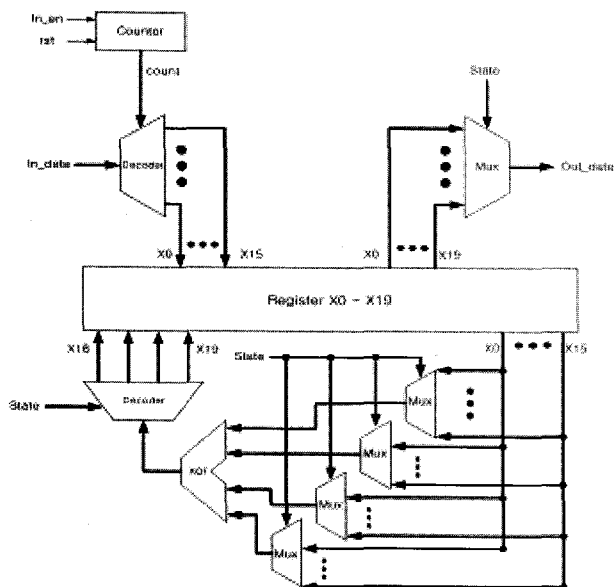 In_en
rst
Counter
count
State
In_data
Decoder
Mux
Out_data
X0
X15
X0
X19
Register X0 - X19
X16
X19
State
X0
X15
State
Decoder
Mux
Mux
xor
Mux
Mux